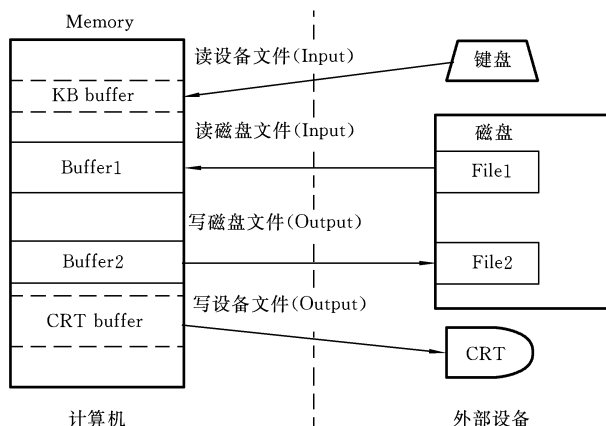 Memory
读设备文件(Input)
键盘
KB buffer
读磁盘文件(Input)
磁盘
Buffer1
File1
写磁盘文件(Output)
Buffer2
File2
写设备文件(Output)
CRT buffer
CRT
计算机
外部设备